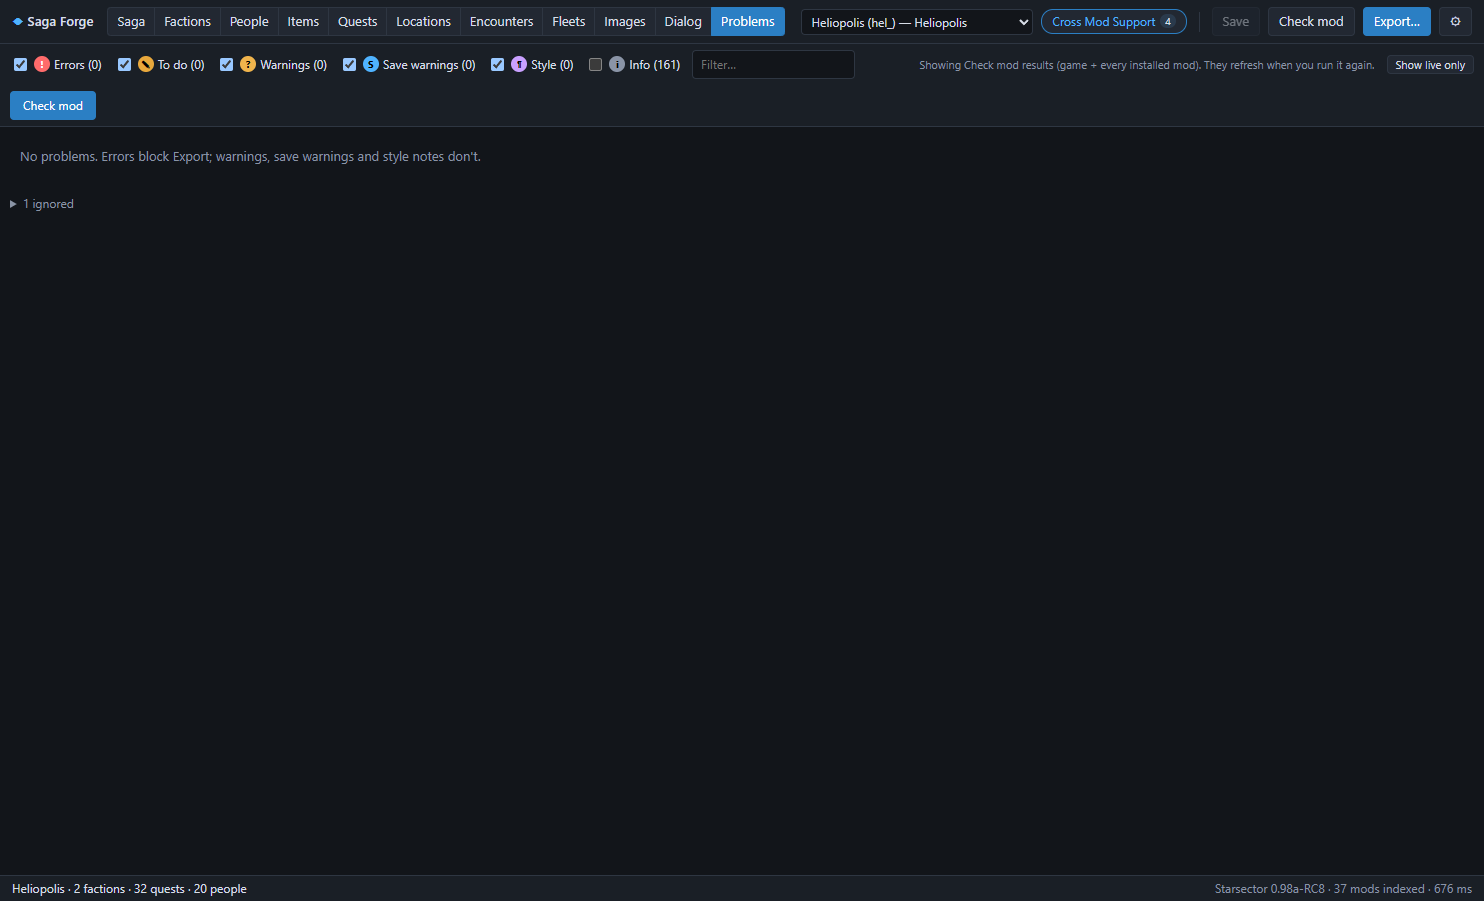 Saga Forge Saga Factions People Items Quests Locations Encounters Fleets Images Dialog Problems Heliopolis (hel_) — Heliopolis Cross Mod Support 4 Save Check mod Export...
! Errors (0) To do (0) ? Warnings (0) S Save warnings (0) ¶ Style (0) i Info (161) Filter... Showing Check mod results (game + every installed mod). They refresh when you run it again. Show live only
Check mod
No problems. Errors block Export; warnings, save warnings and style notes don't.
1 ignored
Heliopolis · 2 factions · 32 quests · 20 people Starsector 0.98a-RC8 · 37 mods indexed · 676 ms